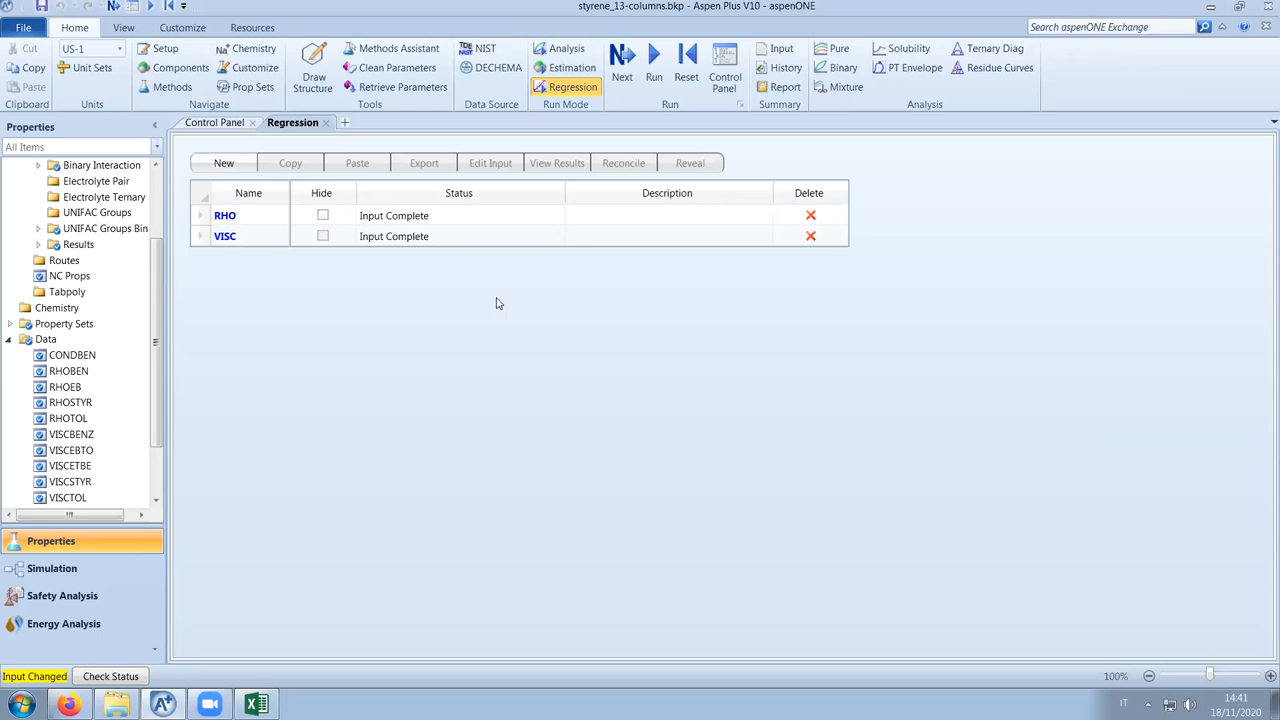 styrene_13-columns.bkp - Aspen Plus V10 - aspenONE
File Home View Customize Resources
Search aspenONE Exchange
Cut US-1 Setup Chemistry Methods Assistant NIST Analysis Input Pure Solubility Ternary Diag
Copy Unit Sets Components Customize Clean Parameters DECHEMA Estimation History Binary PT Envelope Residue Curves
Paste Methods Prop Sets Draw Structure Retrieve Parameters Regression Next Run Reset Control Panel Report Mixture
Clipboard Units Navigate Tools Data Source Run Mode Run Summary Analysis
Properties
Control Panel Regression +
All Items
Binary Interaction
Electrolyte Pair
Electrolyte Ternary
UNIFAC Groups
UNIFAC Groups Bin
Results
Routes
NC Props
Tabpoly
Chemistry
Property Sets
Data
CONDBEN
RHOBEN
RHOEB
RHOSTYR
RHOTOL
VISCBENZ
VISCEBTO
VISCETBE
VISCSTYR
VISCTOL
New Copy Paste Export Edit Input View Results Reconcile Reveal
Name Hide Status Description Delete
RHO Input Complete
VISC Input Complete
Properties
Simulation
Safety Analysis
Energy Analysis
Input Changed Check Status
100%
IT 14:41
18/11/2020